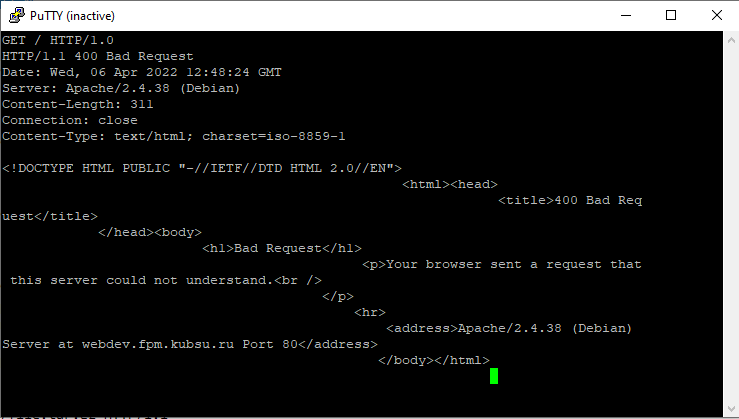 PuTTY (inactive)
GET / HTTP/1.0
HTTP/1.1 400 Bad Request
Date: Wed, 06 Apr 2022 12:48:24 GMT
Server: Apache/2.4.38 (Debian)
Content-Length: 311
Connection: close
Content-Type: text/html; charset=iso-8859-1
<!DOCTYPE HTML PUBLIC "-//IETF//DTD HTML 2.0//EN">
<html><head>
<title>400 Bad Req
uest</title>
</head><body>
<h1>Bad Request</h1>
<p>Your browser sent a request that
this server could not understand.<br />
</p>
<hr>
<address>Apache/2.4.38 (Debian)
Server at webdev.fpm.kubsu.ru Port 80</address>
</body></html>